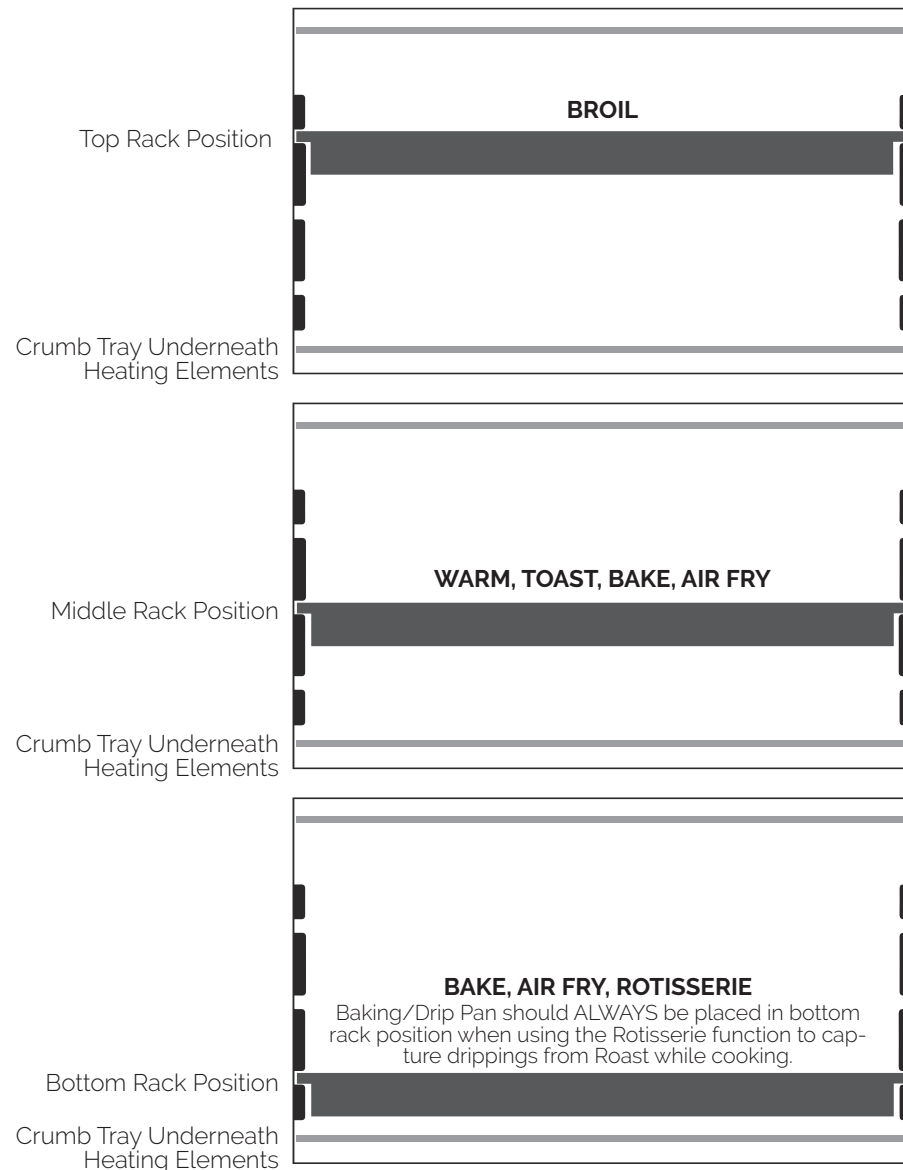 BROIL
Top Rack Position
Crumb Tray Underneath
Heating Elements
WARM, TOAST, BAKE, AIR FRY
Middle Rack Position
Crumb Tray Underneath
Heating Elements
BAKE, AIR FRY, ROTISSERIE
Baking/Drip Pan should ALWAYS be placed in bottom
rack position when using the Rotisserie function to cap-
ture drippings from Roast while cooking.
Bottom Rack Position
Crumb Tray Underneath
Heating Elements